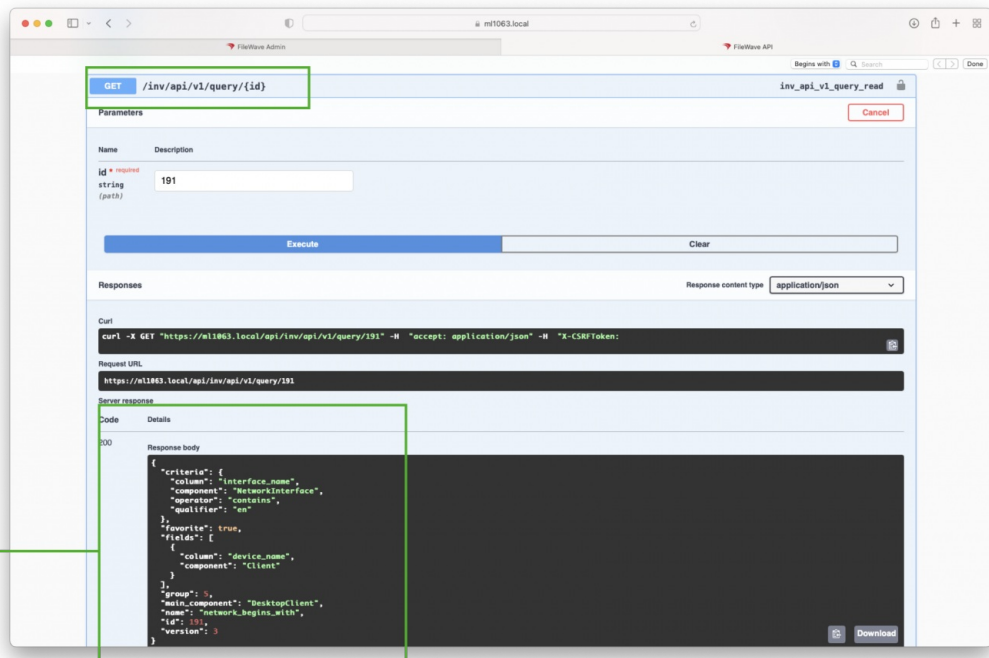 ml1063.local
FileWave Admin
FileWave API
Begins with
Search
Done
GET /inv/api/v1/query/{id}
inv_api_v1_query_read
Parameters
Cancel
Name Description
id * required
string
(path)
191
Execute
Clear
Responses
Response content type application/json
Curl
curl -X GET "https://ml1063.local/api/inv/api/v1/query/191" -H "accept: application/json" -H "X-CSRFToken:
Request URL
https://ml1063.local/api/inv/api/v1/query/191
Server response
Code Details
200
Response body
{
"criteria": {
"column": "interface_name",
"component": "NetworkInterface",
"operator": "contains",
"qualifier": "en"
},
"favorite": true,
"fields": [
{
"column": "device_name",
"component": "Client"
}
],
"group": 5,
"main_component": "DesktopClient",
"name": "network_begins_with",
"id": 191,
"version": 3
}
Download